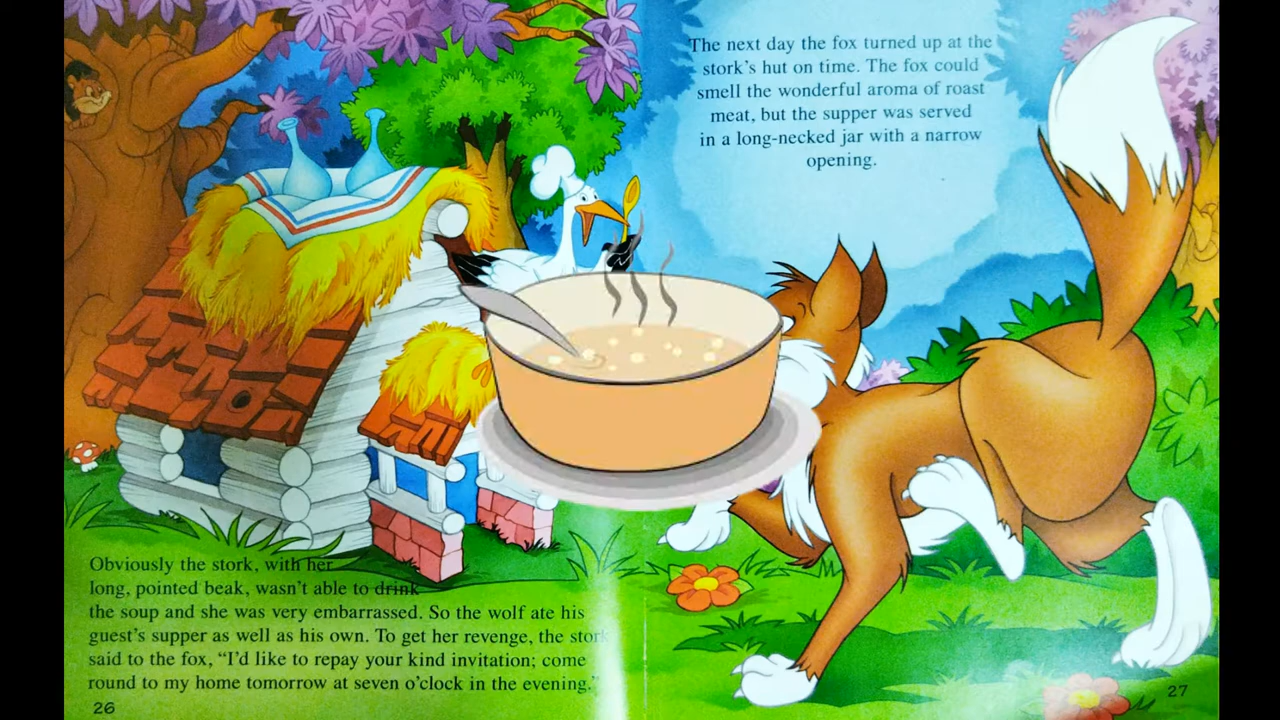 Obviously the stork, with her
long, pointed beak, wasn't able to drink
the soup and she was very embarrassed. So the wolf ate his
guest's supper as well as his own. To get her revenge, the stork
said to the fox, “I'd like to repay your kind invitation; come
round to my home tomorrow at seven o'clock in the evening.”
26
The next day the fox turned up at the
stork's hut on time. The fox could
smell the wonderful aroma of roast
meat, but the supper was served
in a long-necked jar with a narrow
opening.
27